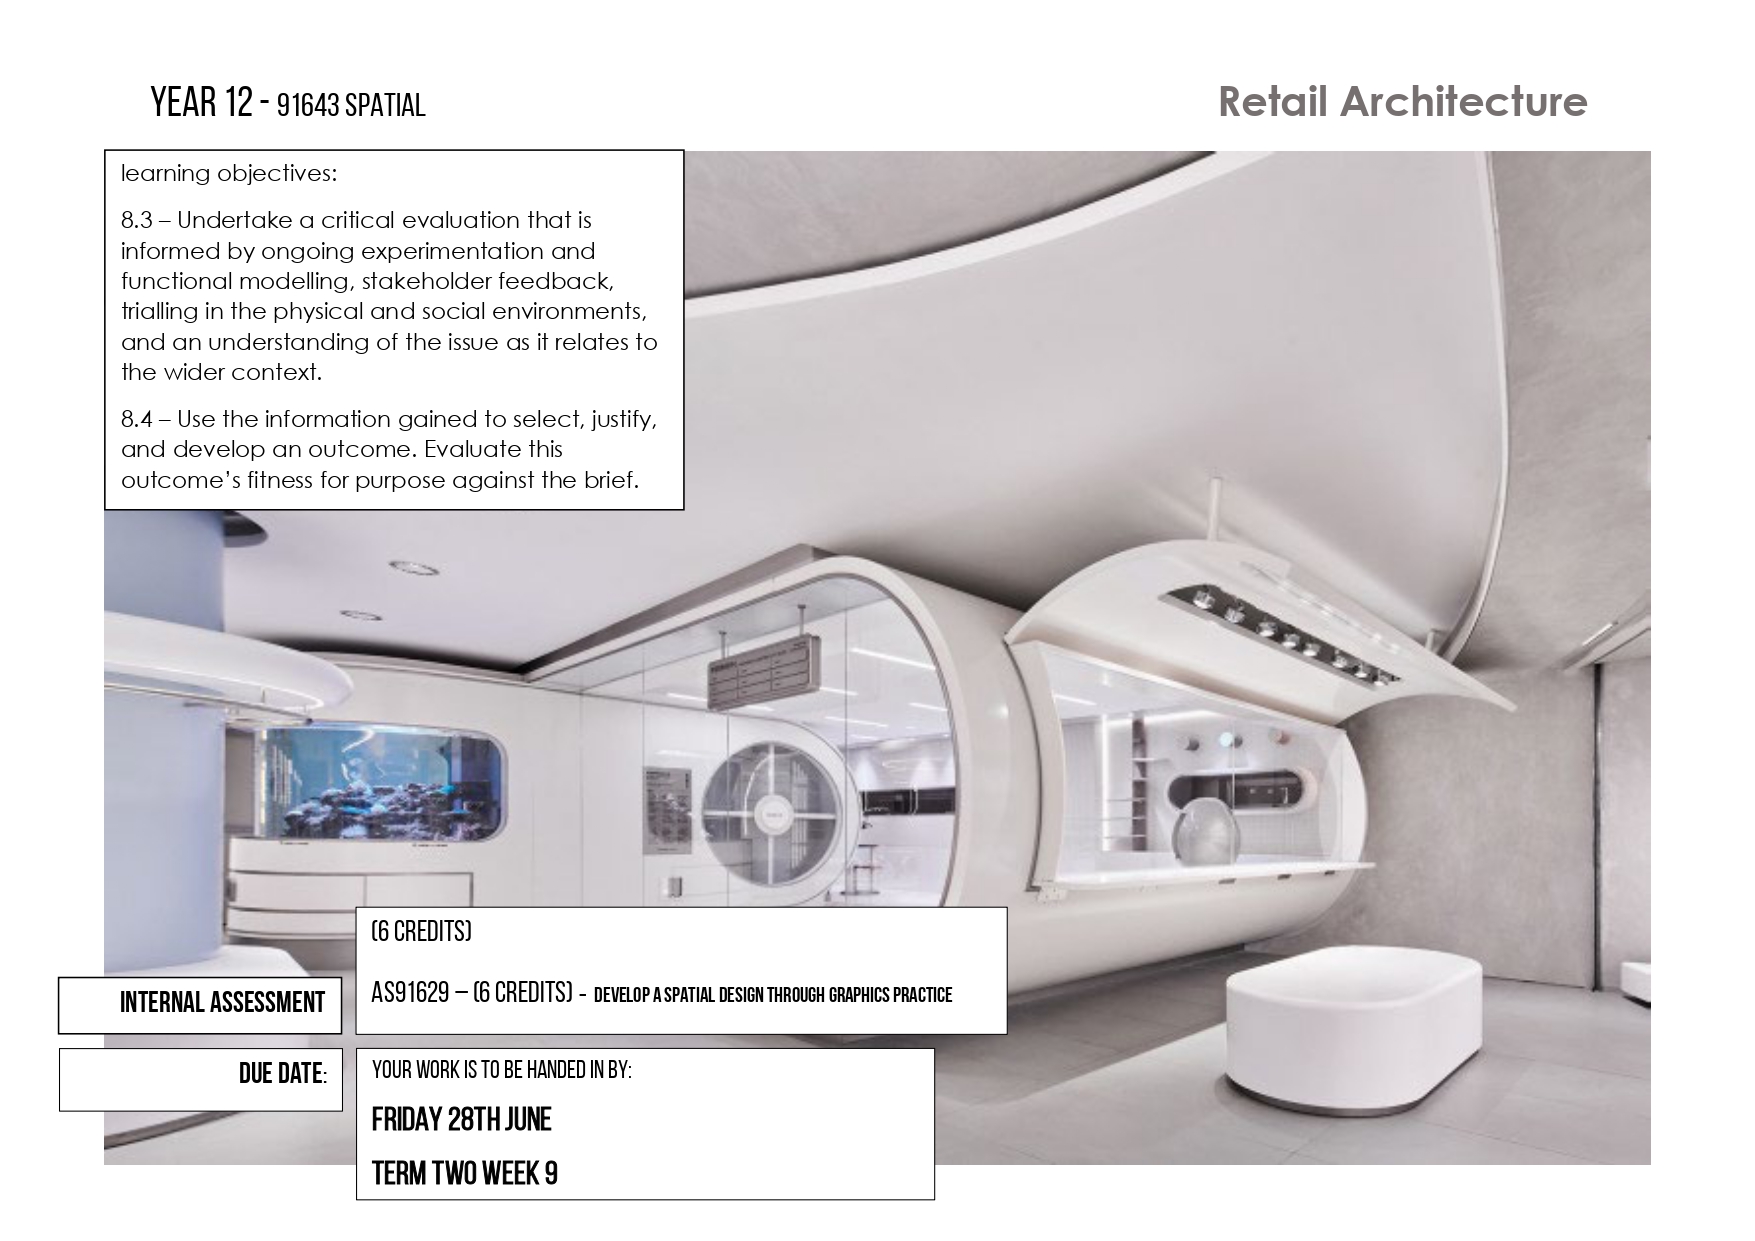 YEAR 12 - 91643 SPATIAL
Retail Architecture
learning objectives:
8.3 – Undertake a critical evaluation that is
informed by ongoing experimentation and
functional modelling, stakeholder feedback,
trialling in the physical and social environments,
and an understanding of the issue as it relates to
the wider context.
8.4 – Use the information gained to select, justify,
and develop an outcome. Evaluate this
outcome's fitness for purpose against the brief.
(6 CREDITS)
AS91629 – (6 CREDITS) - DEVELOP A SPATIAL DESIGN THROUGH GRAPHICS PRACTICE
INTERNAL ASSESSMENT
DUE DATE:
YOUR WORK IS TO BE HANDED IN BY:
FRIDAY 28TH JUNE
TERM TWO WEEK 9